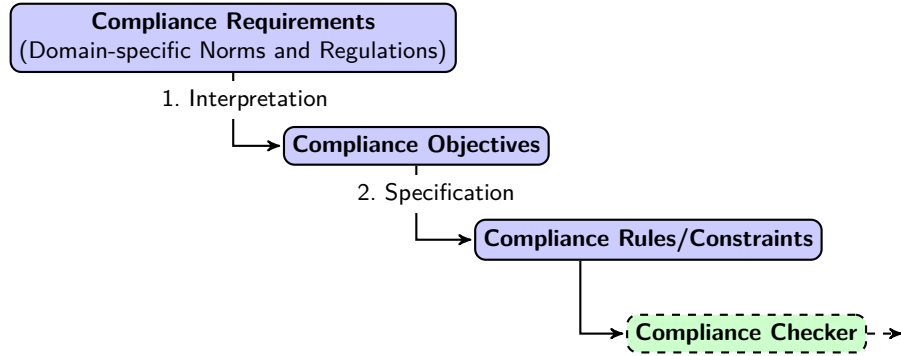 Compliance Requirements
(Domain-specific Norms and Regulations)
1. Interpretation
Compliance Objectives
2. Specification
Compliance Rules/Constraints
Compliance Checker